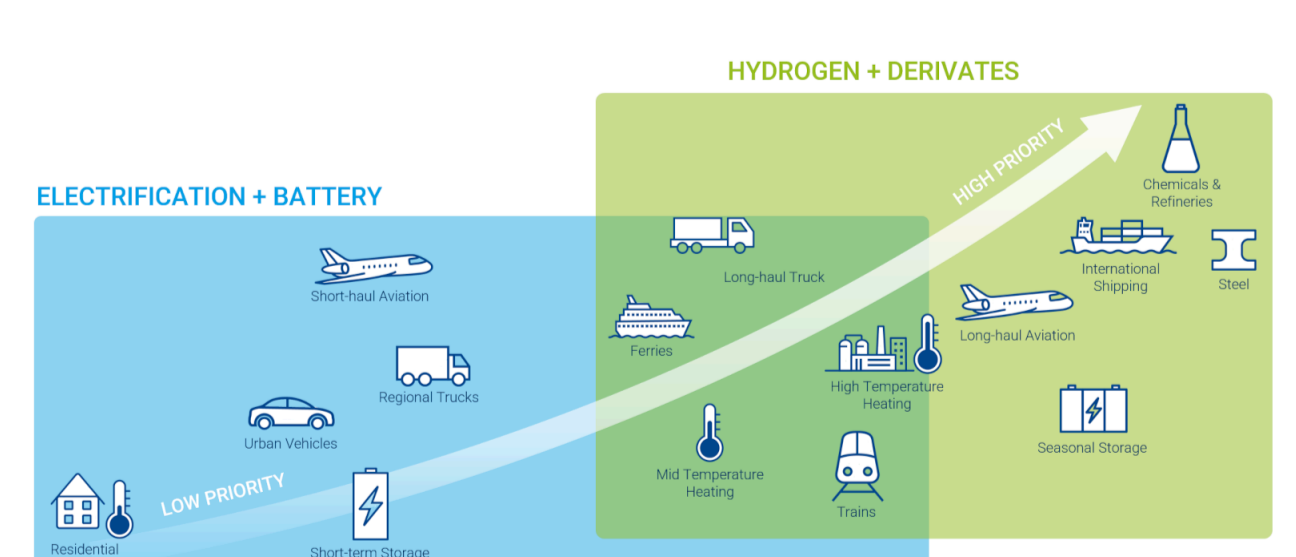 HYDROGEN + DERIVATES
HIGH PRIORITY
Chemicals &
Refineries
ELECTRIFICATION + BATTERY
Long-haul Truck
International
Shipping
Steel
Short-haul Aviation
Ferries
Long-haul Aviation
High Temperature
Heating
Regional Trucks
Urban Vehicles
Seasonal Storage
Mid Temperature
Heating
LOW PRIORITY
Trains
Residential
Short-term Storage